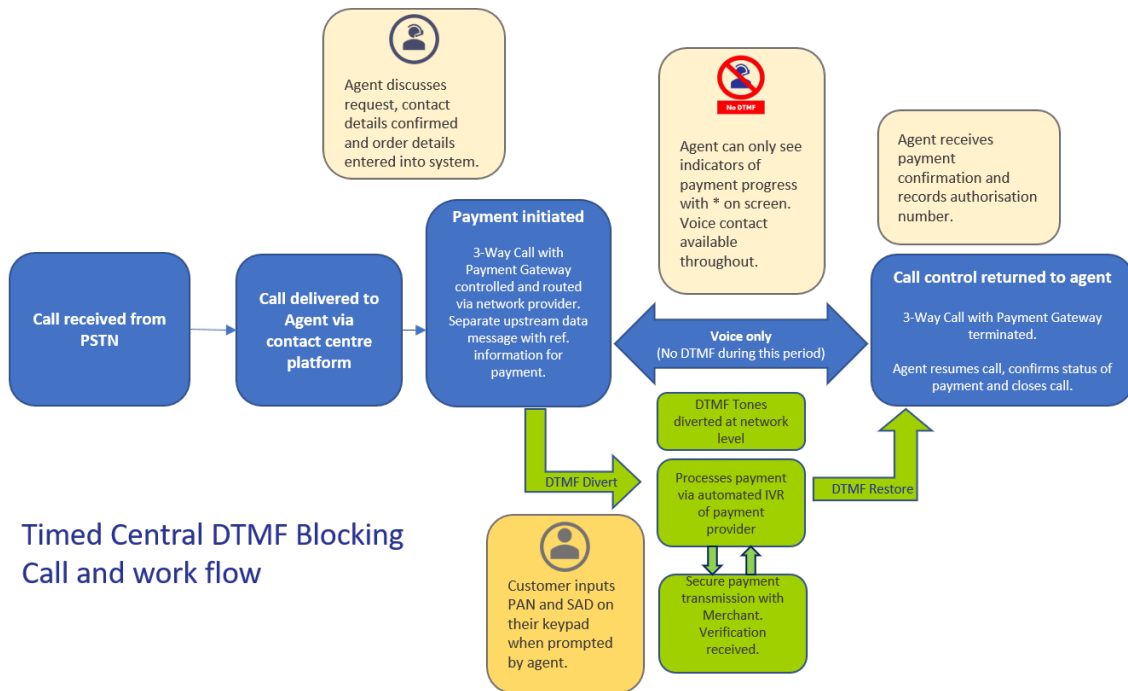 Agent discusses
request, contact
details confirmed
and order details
entered into system.
No DTMF
Agent can only see
indicators of
payment progress
with * on screen.
Voice contact
available
throughout.
Agent receives
payment
confirmation and
records authorisation
number.
Call received from
PSTN
Call delivered to
Agent via
contact centre
platform
Payment initiated
3-Way Call with
Payment Gateway
controlled and routed
via network provider.
Separate upstream data
message with ref.
information for
payment.
Voice only
(No DTMF during this period)
Call control returned to agent
3-Way Call with Payment Gateway
terminated.
Agent resumes call, confirms status of
payment and closes call.
DTMF Tones
diverted at network
level
DTMF Divert
Processes payment
via automated IVR
of payment
provider
DTMF Restore
Timed Central DTMF Blocking
Call and work flow
Customer inputs
PAN and SAD on
their keypad
when prompted
by agent.
Secure payment
transmission with
Merchant.
Verification
received.